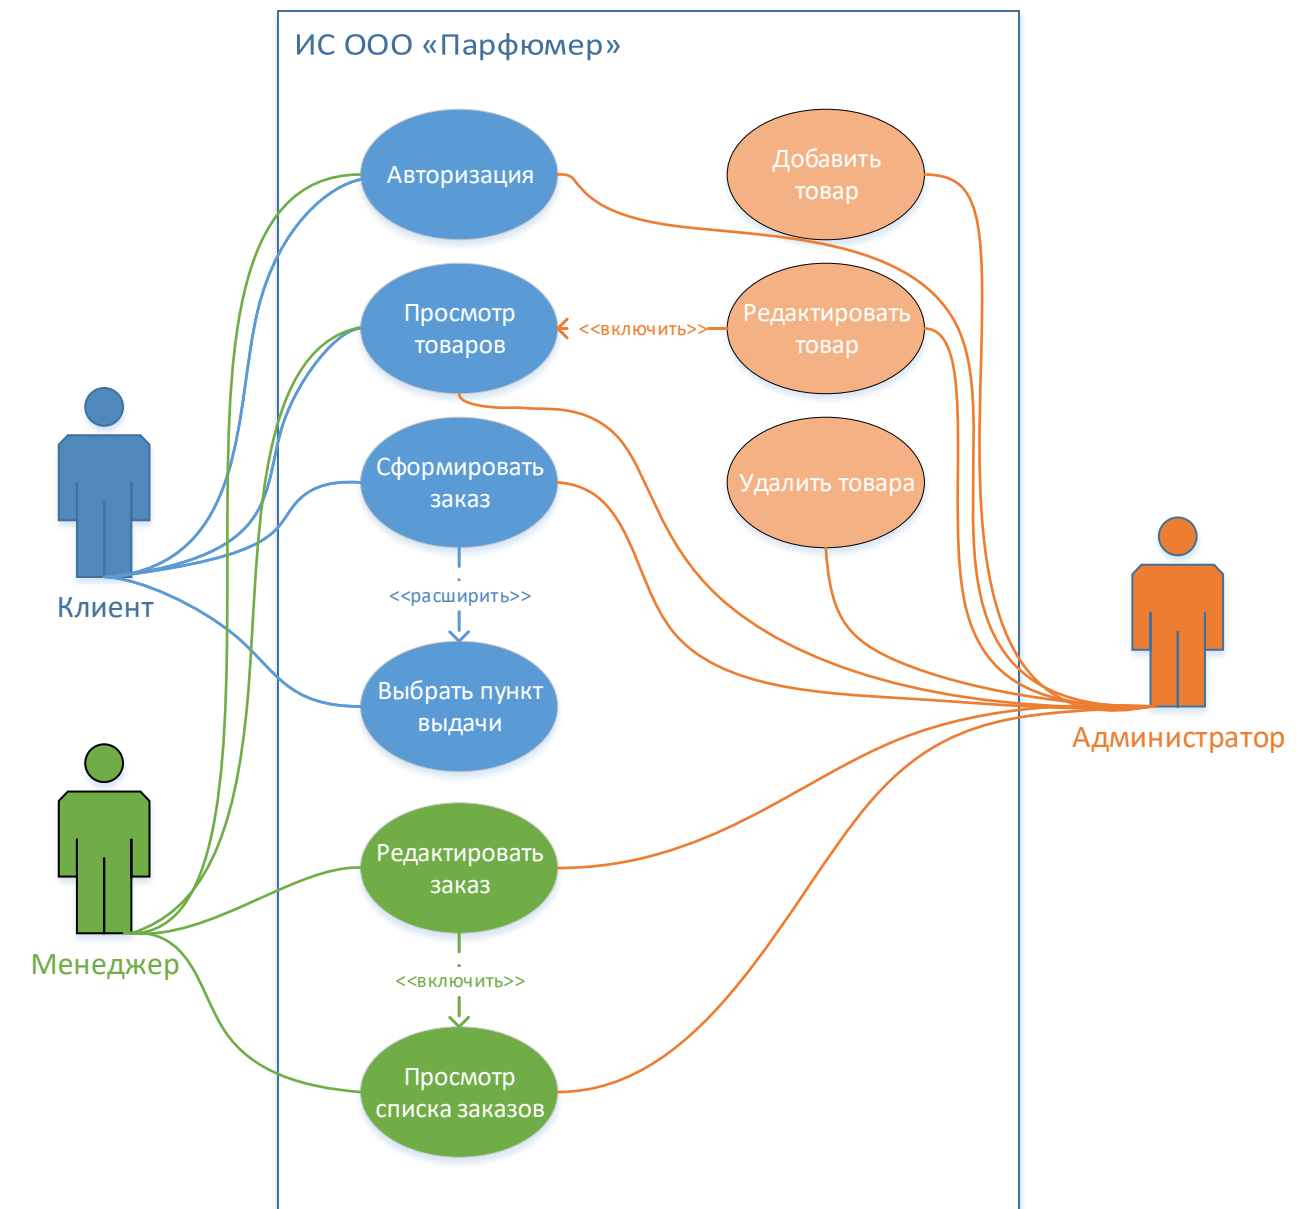 ИС ООО «Парфюмер»
Авторизация
Добавить
товар
Просмотр
товаров
<<включить>>
Редактировать
товар
Сформировать
заказ
Удалить товара
<<расширить>>
Клиент
Выбрать пункт
выдачи
Администратор
Редактировать
заказ
Менеджер
<<включить>>
Просмотр
списка заказов